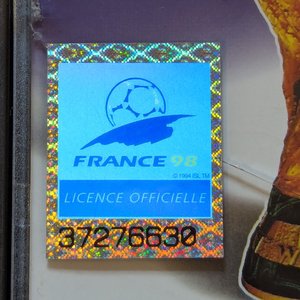 FRANCE 98
© 1994 ISL TM
LICENCE OFFICIELLE
37276630